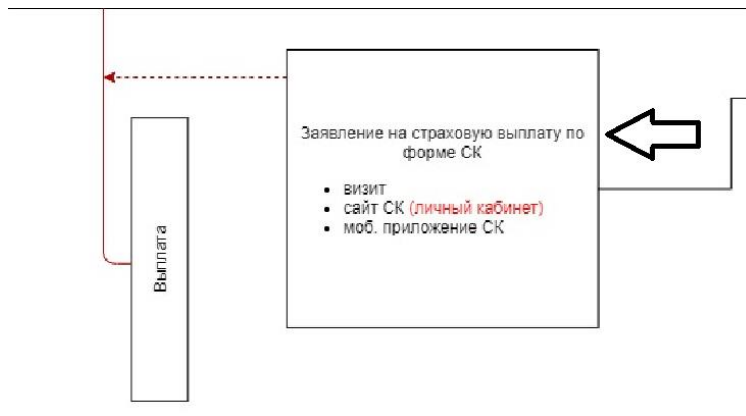 Заявление на страховую выплату по
форме СК
• визит
• сайт СК (личный кабинет)
• моб. приложение СК
Выплата